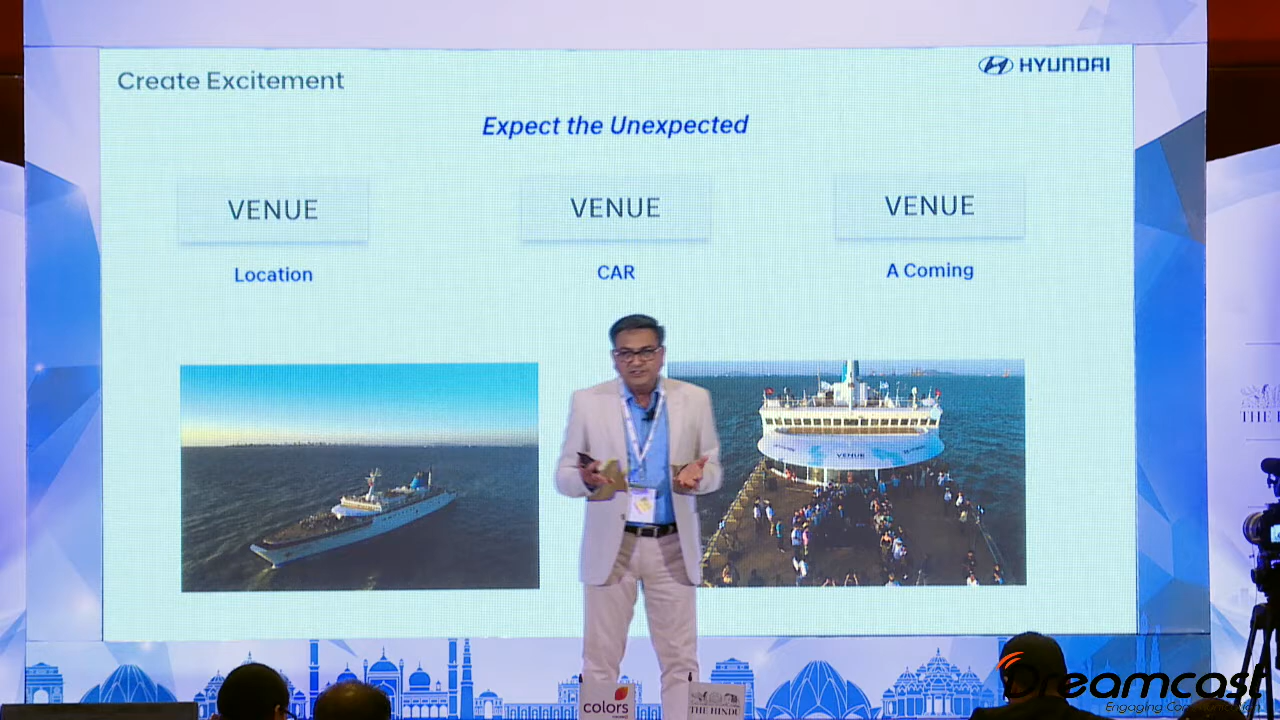 Create Excitement
HYUNDAI
Expect the Unexpected
VENUE
VENUE
VENUE
Location
CAR
A Coming
VENUE
colors
THE HINDU
Dreamcast